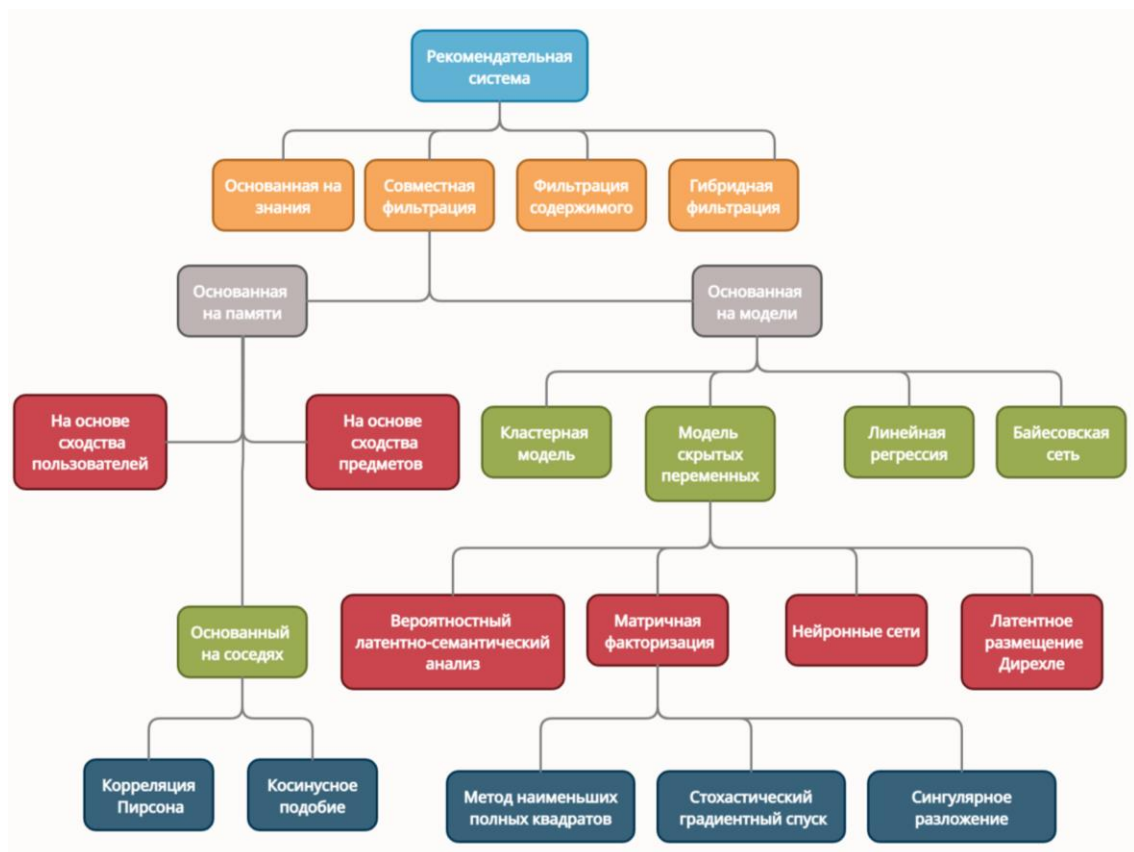 Рекомендательная
система
Основанная на
знания
Совместная
фильтрация
Фильтрация
содержимого
Гибридная
фильтрация
Основанная
на памяти
Основанная
на модели
На основе
сходства
пользователей
На основе
сходства
предметов
Кластерная
модель
Модель
скрытых
переменных
Линейная
регрессия
Байесовская
сеть
Основанный
на соседях
Вероятностный
латентно-семантический
анализ
Матричная
факторизация
Нейронные сети
Латентное
размещение
Дирехле
Корреляция
Пирсона
Косинусное
подобие
Метод наименьших
полных квадратов
Стохастический
градиентный спуск
Сингулярное
разложение